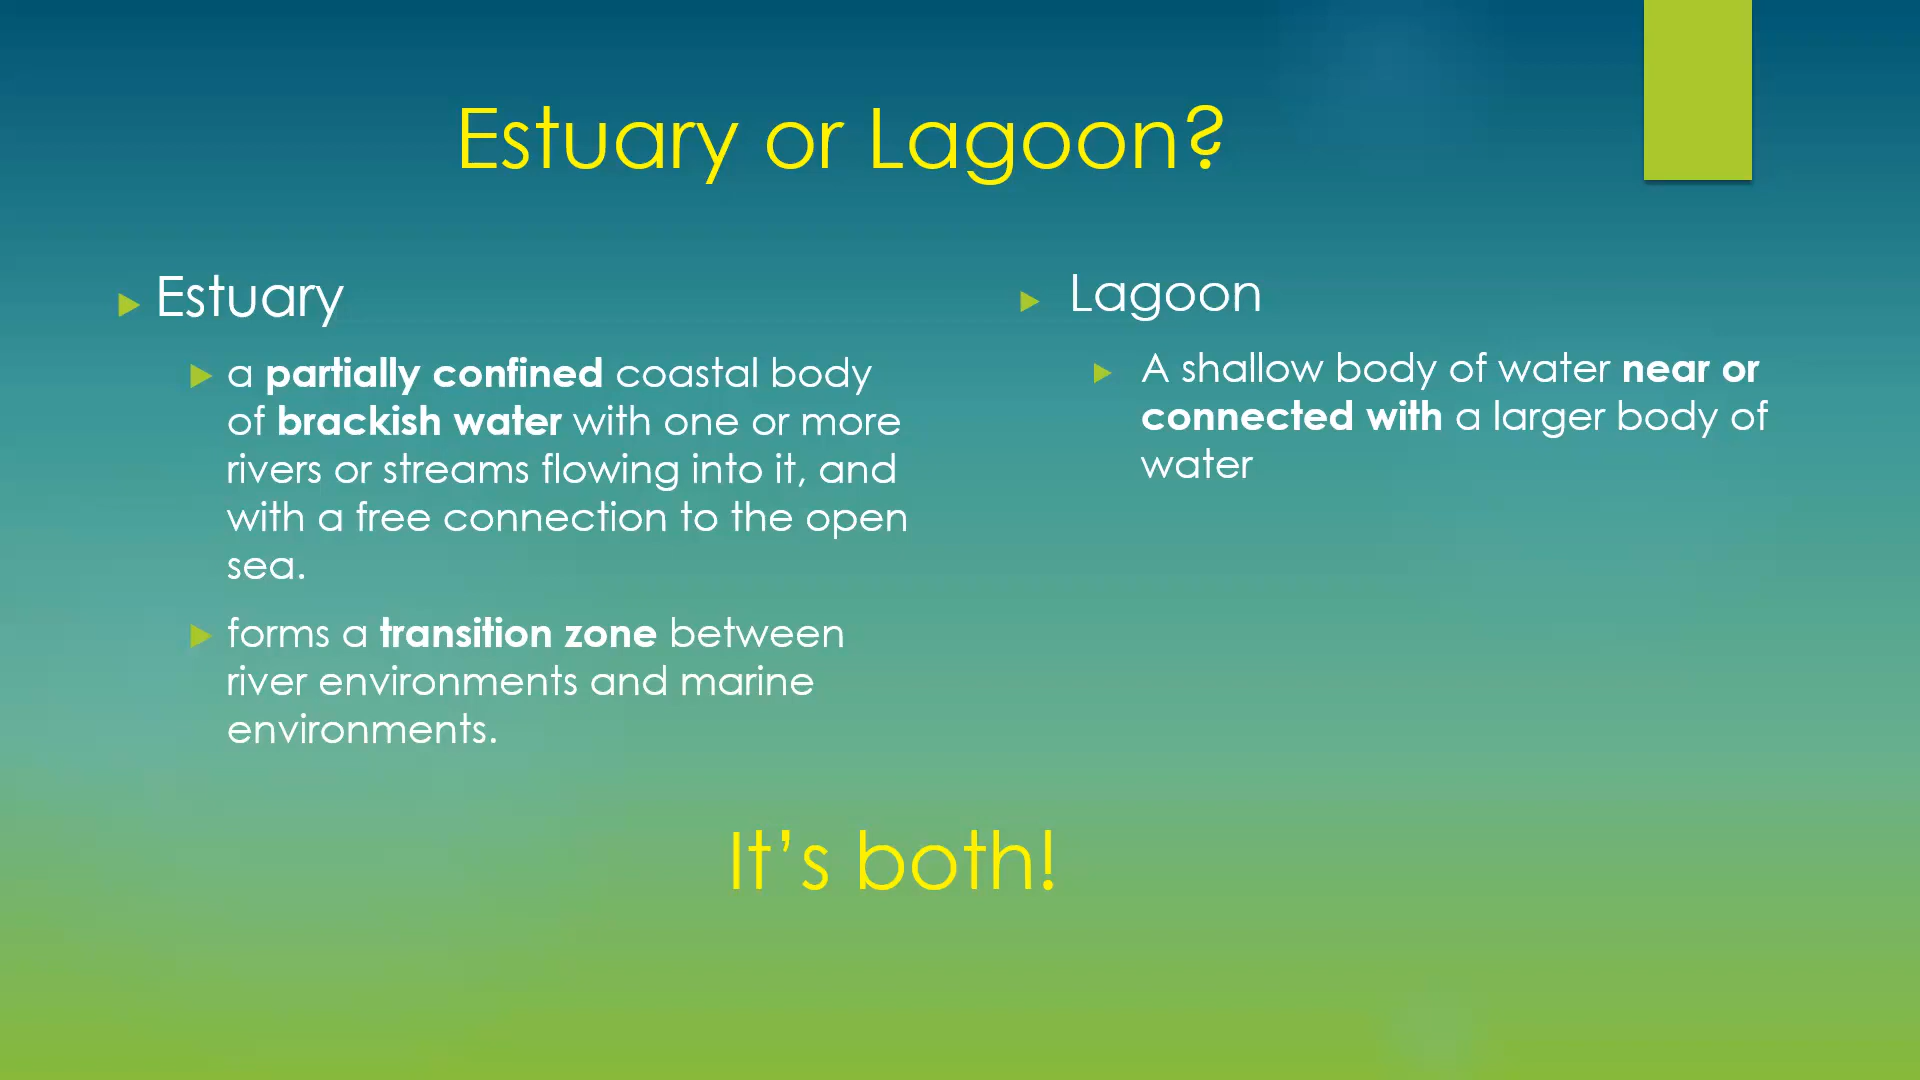 Estuary or Lagoon?
Estuary
a partially confined coastal body
of brackish water with one or more
rivers or streams flowing into it, and
with a free connection to the open
sea.
forms a transition zone between
river environments and marine
environments.
Lagoon
A shallow body of water near or
connected with a larger body of
water
It's both!